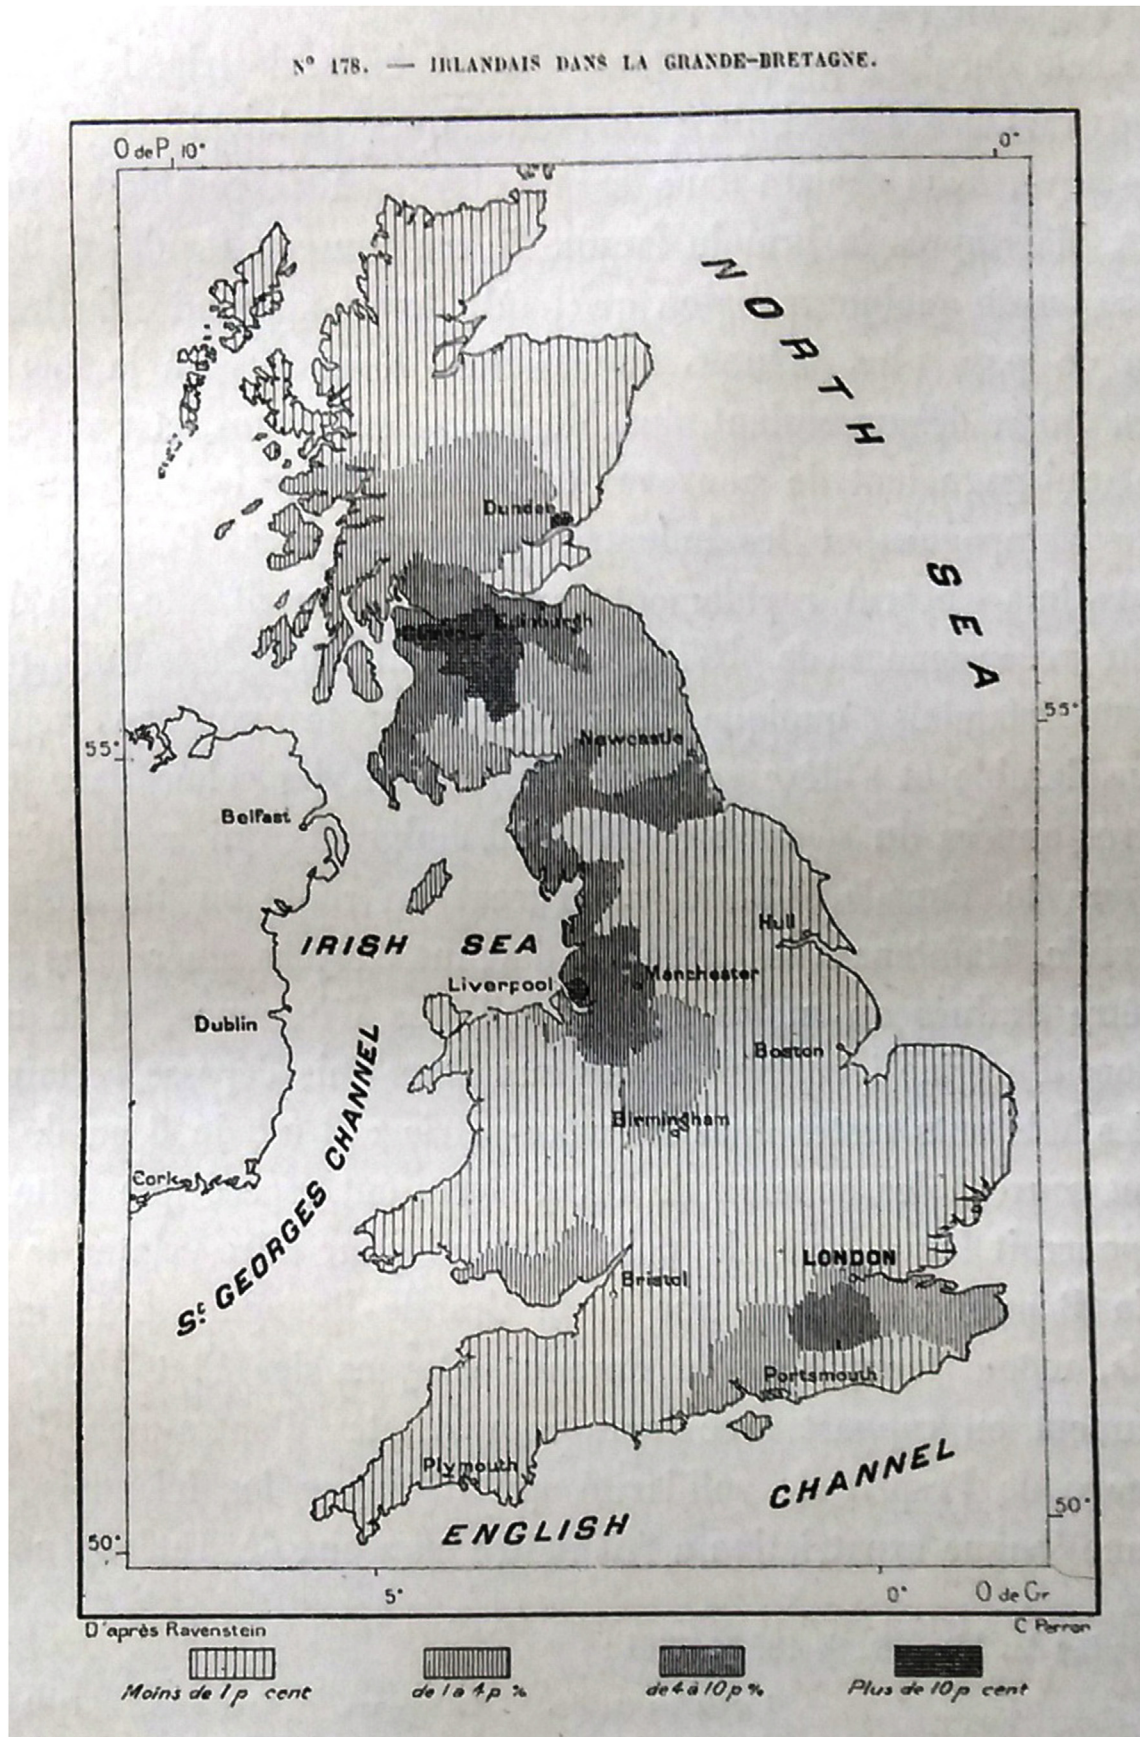 Nº 178. — IRLANDAIS DANS LA GRANDE-BRETAGNE.
O de P. 10°
0°
NORTH SEA
Dundee
Edinburgh
55°
Newcastle
55°
Belfast
Hull
IRISH SEA
Manchester
Liverpool
Dublin
Boston
Birmingham
Cork
ST GEORGES CHANNEL
LONDON
Bristol
Portsmouth
Plymouth
ENGLISH CHANNEL
50°
50°
5°
0°
O de Gr
D'après Ravenstein
C Perron
Moins de 1 p cent
de 1 à 4 p %
de 4 à 10 p %
Plus de 10 p cent